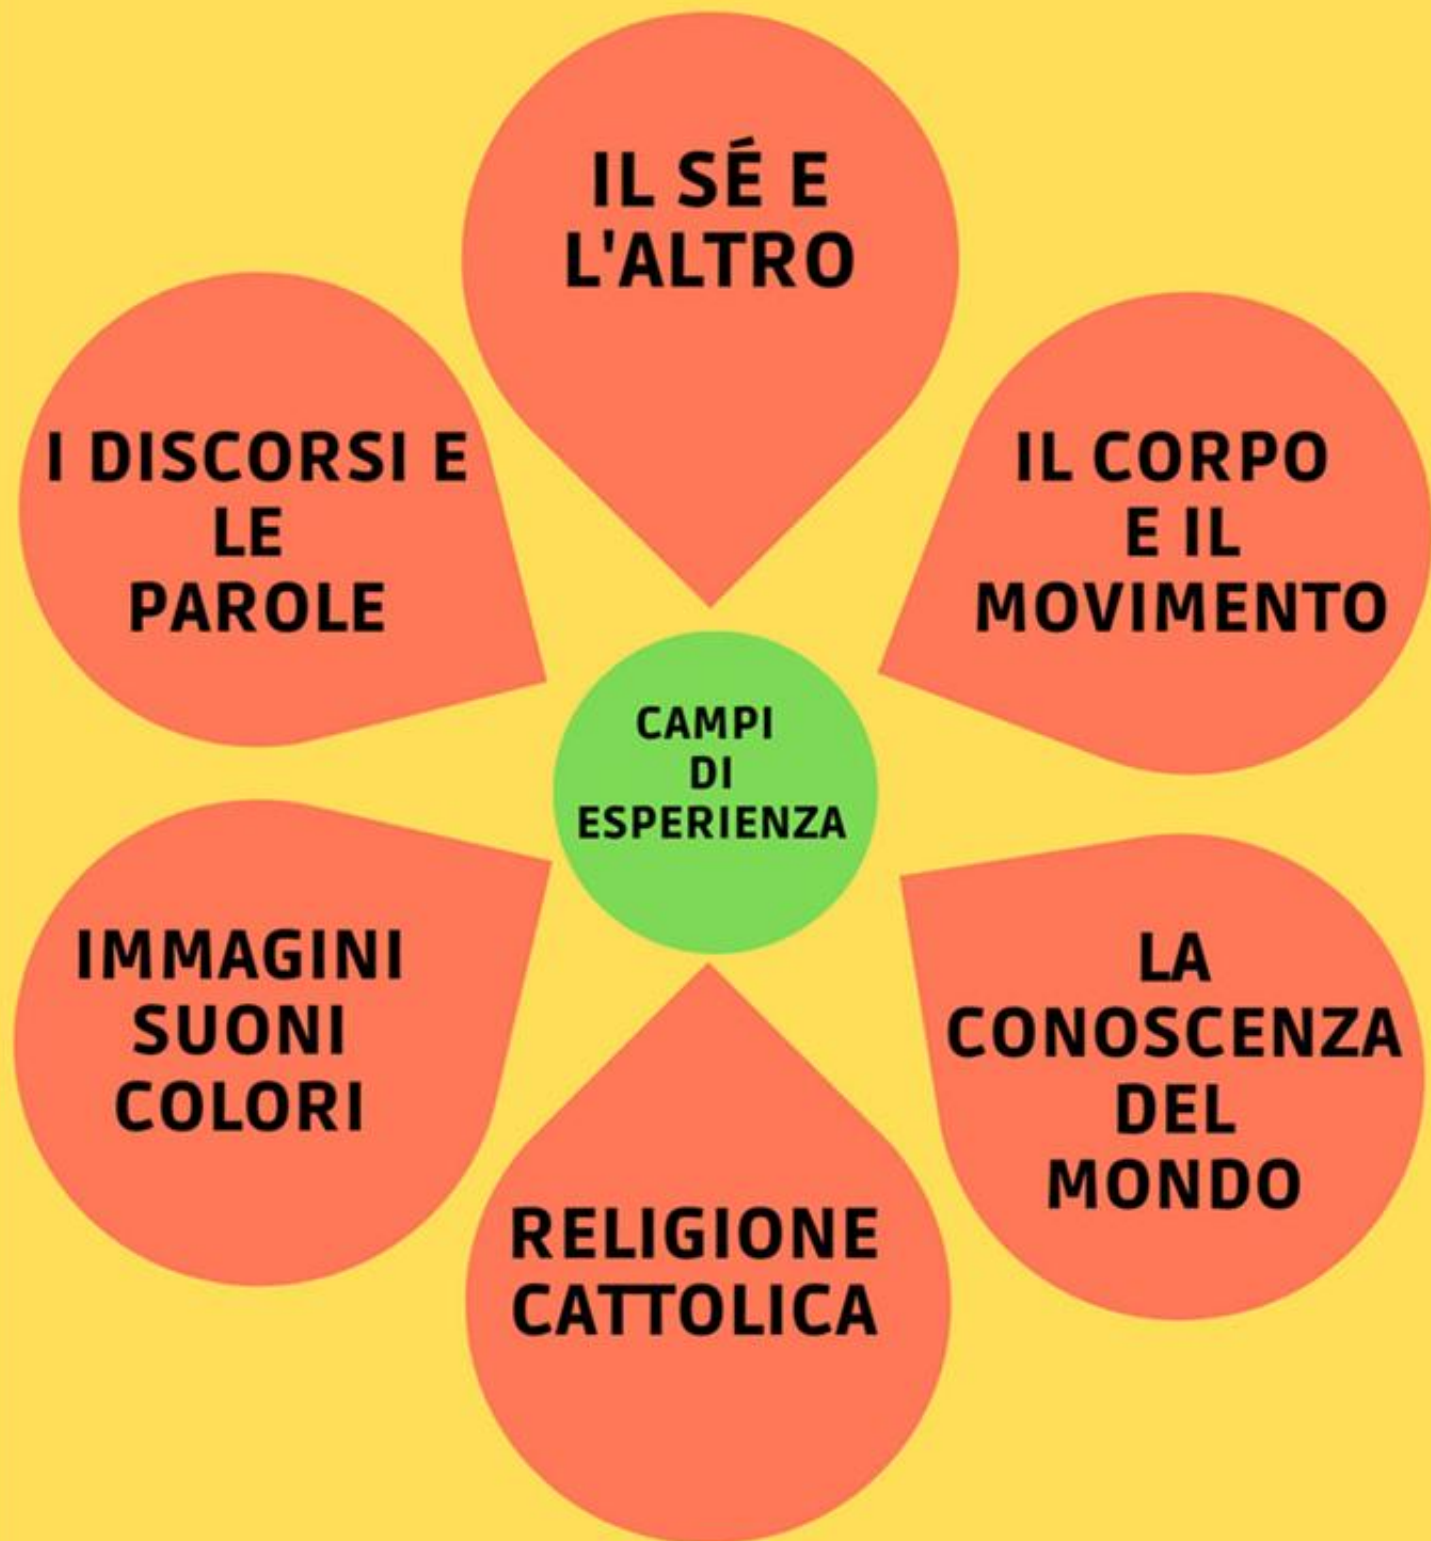 IL SÉ E
L'ALTRO
I DISCORSI E
LE
PAROLE
IL CORPO
E IL
MOVIMENTO
CAMPI
DI
ESPERIENZA
IMMAGINI
SUONI
COLORI
LA
CONOSCENZA
DEL
MONDO
RELIGIONE
CATTOLICA